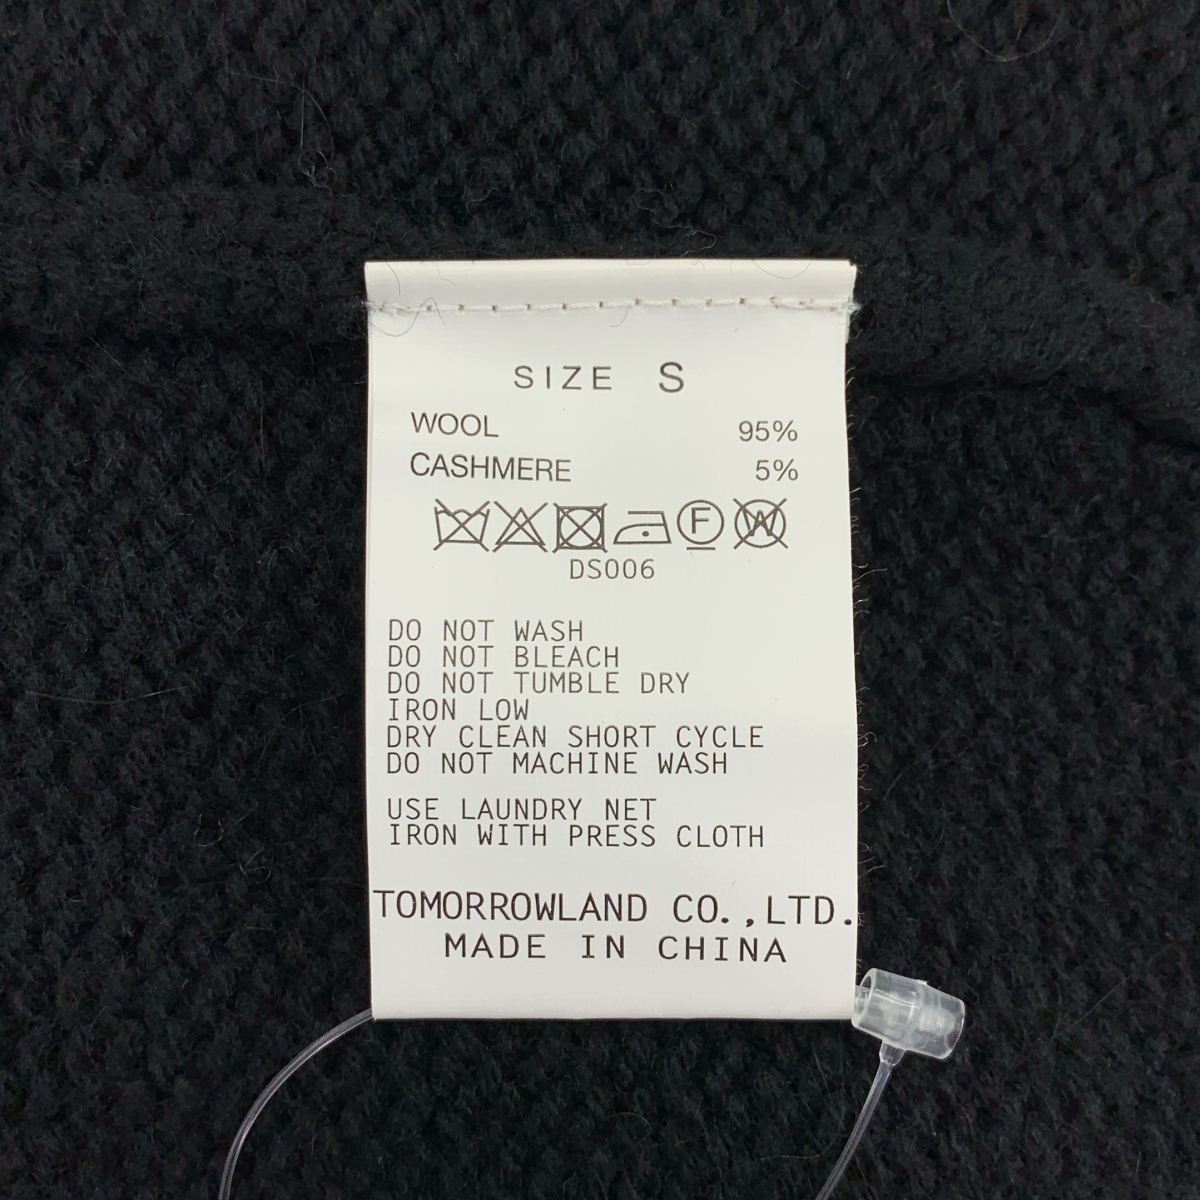 SIZE S
WOOL 95%
CASHMERE 5%
F W
DS006
DO NOT WASH
DO NOT BLEACH
DO NOT TUMBLE DRY
IRON LOW
DRY CLEAN SHORT CYCLE
DO NOT MACHINE WASH
USE LAUNDRY NET
IRON WITH PRESS CLOTH
TOMORROWLAND CO.,LTD.
MADE IN CHINA